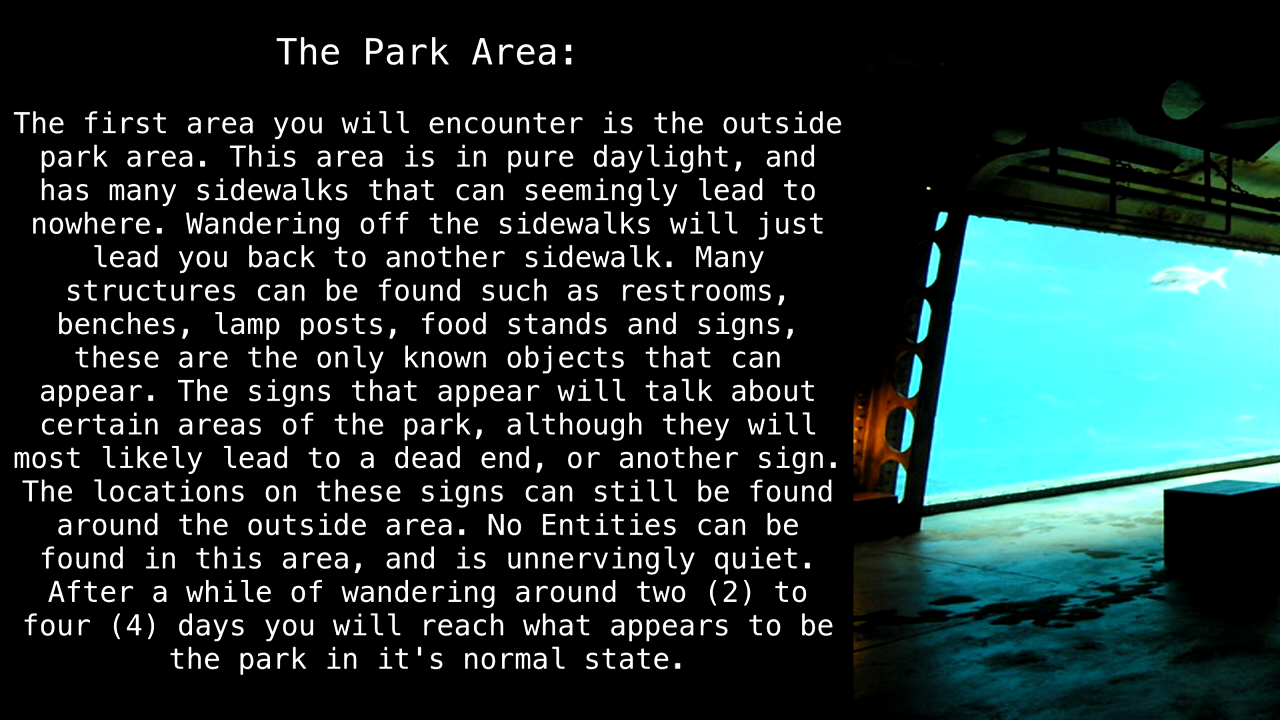 The Park Area:
The first area you will encounter is the outside
park area. This area is in pure daylight, and
has many sidewalks that can seemingly lead to
nowhere. Wandering off the sidewalks will just
lead you back to another sidewalk. Many
structures can be found such as restrooms,
benches, lamp posts, food stands and signs,
these are the only known objects that can
appear. The signs that appear will talk about
certain areas of the park, although they will
most likely lead to a dead end, or another sign.
The locations on these signs can still be found
around the outside area. No Entities can be
found in this area, and is unnervingly quiet.
After a while of wandering around two (2) to
four (4) days you will reach what appears to be
the park in it's normal state.